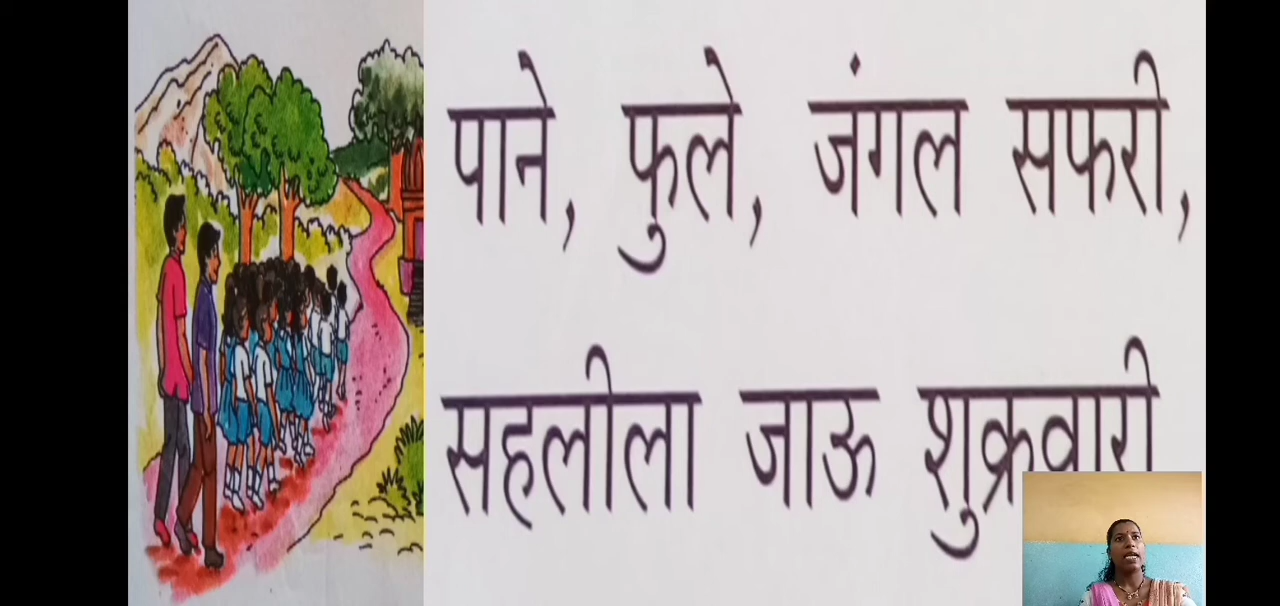 पाने, फुले, जंगल सफरी,
सहलीला जाऊ शुक्रवारी